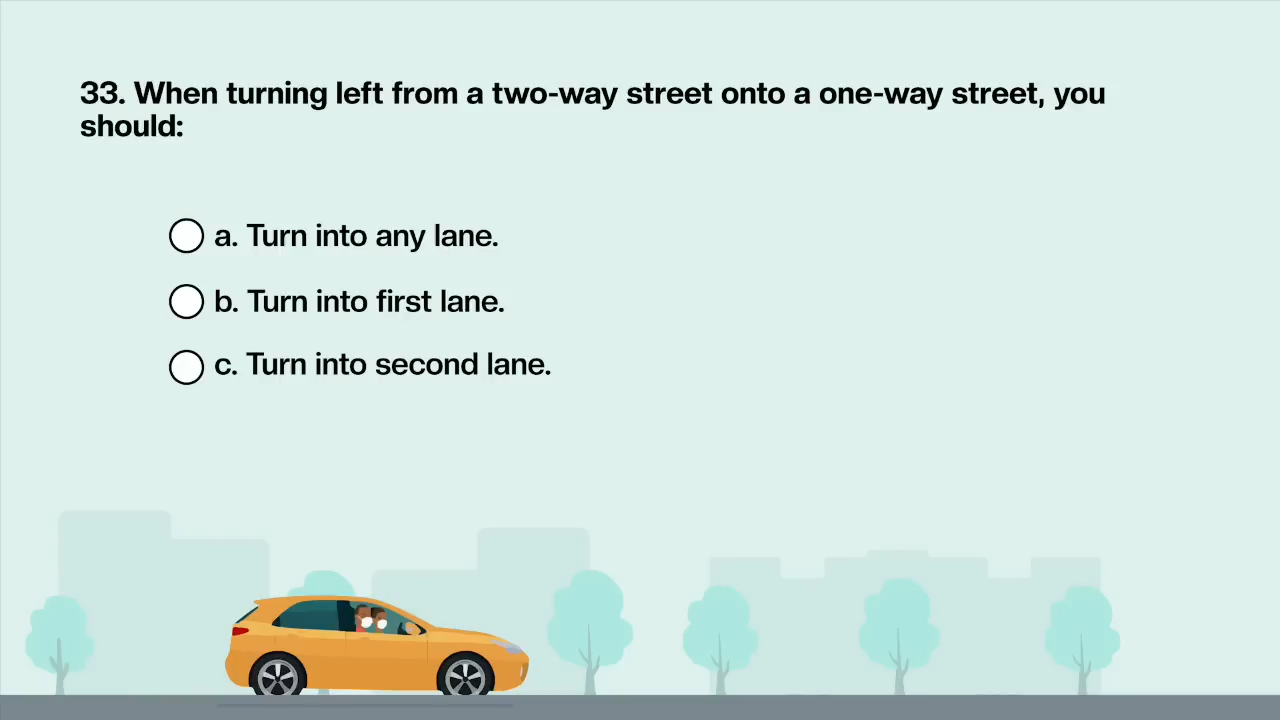 33. When turning left from a two-way street onto a one-way street, you
should:
a. Turn into any lane.
b. Turn into first lane.
c. Turn into second lane.